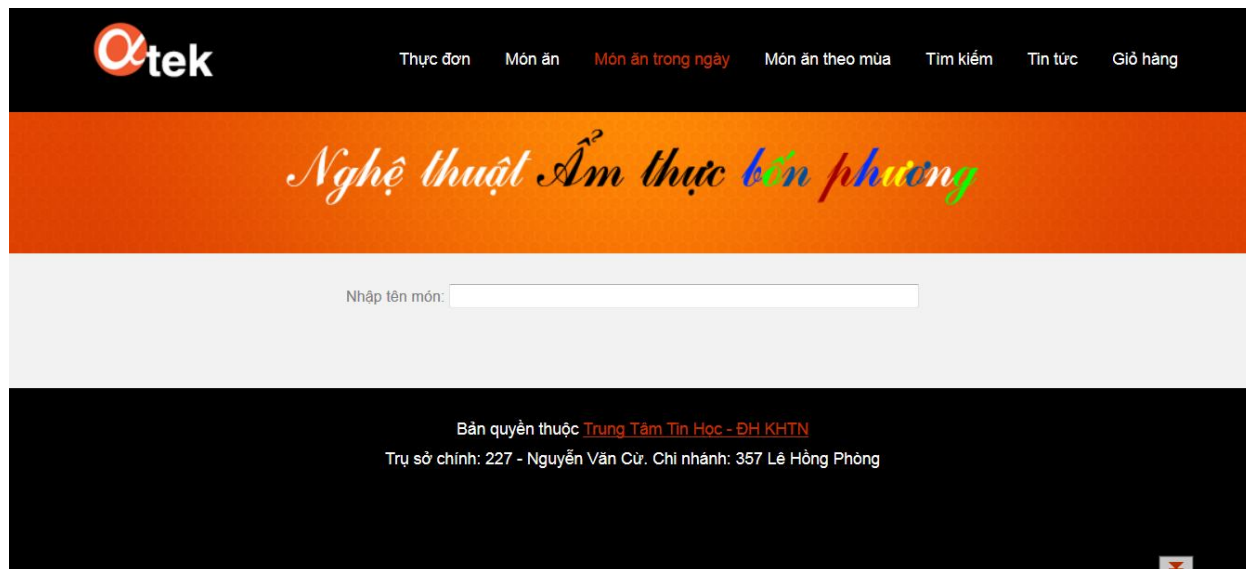 αtek
Thực đơn Món ăn Món ăn trong ngày Món ăn theo mùa Tìm kiếm Tin tức Giỏ hàng
Nghệ thuật Ẩm thực bốn phương
Nhập tên món:
Bản quyền thuộc Trung Tâm Tin Học - ĐH KHTN
Trụ sở chính: 227 - Nguyễn Văn Cừ. Chi nhánh: 357 Lê Hồng Phòng